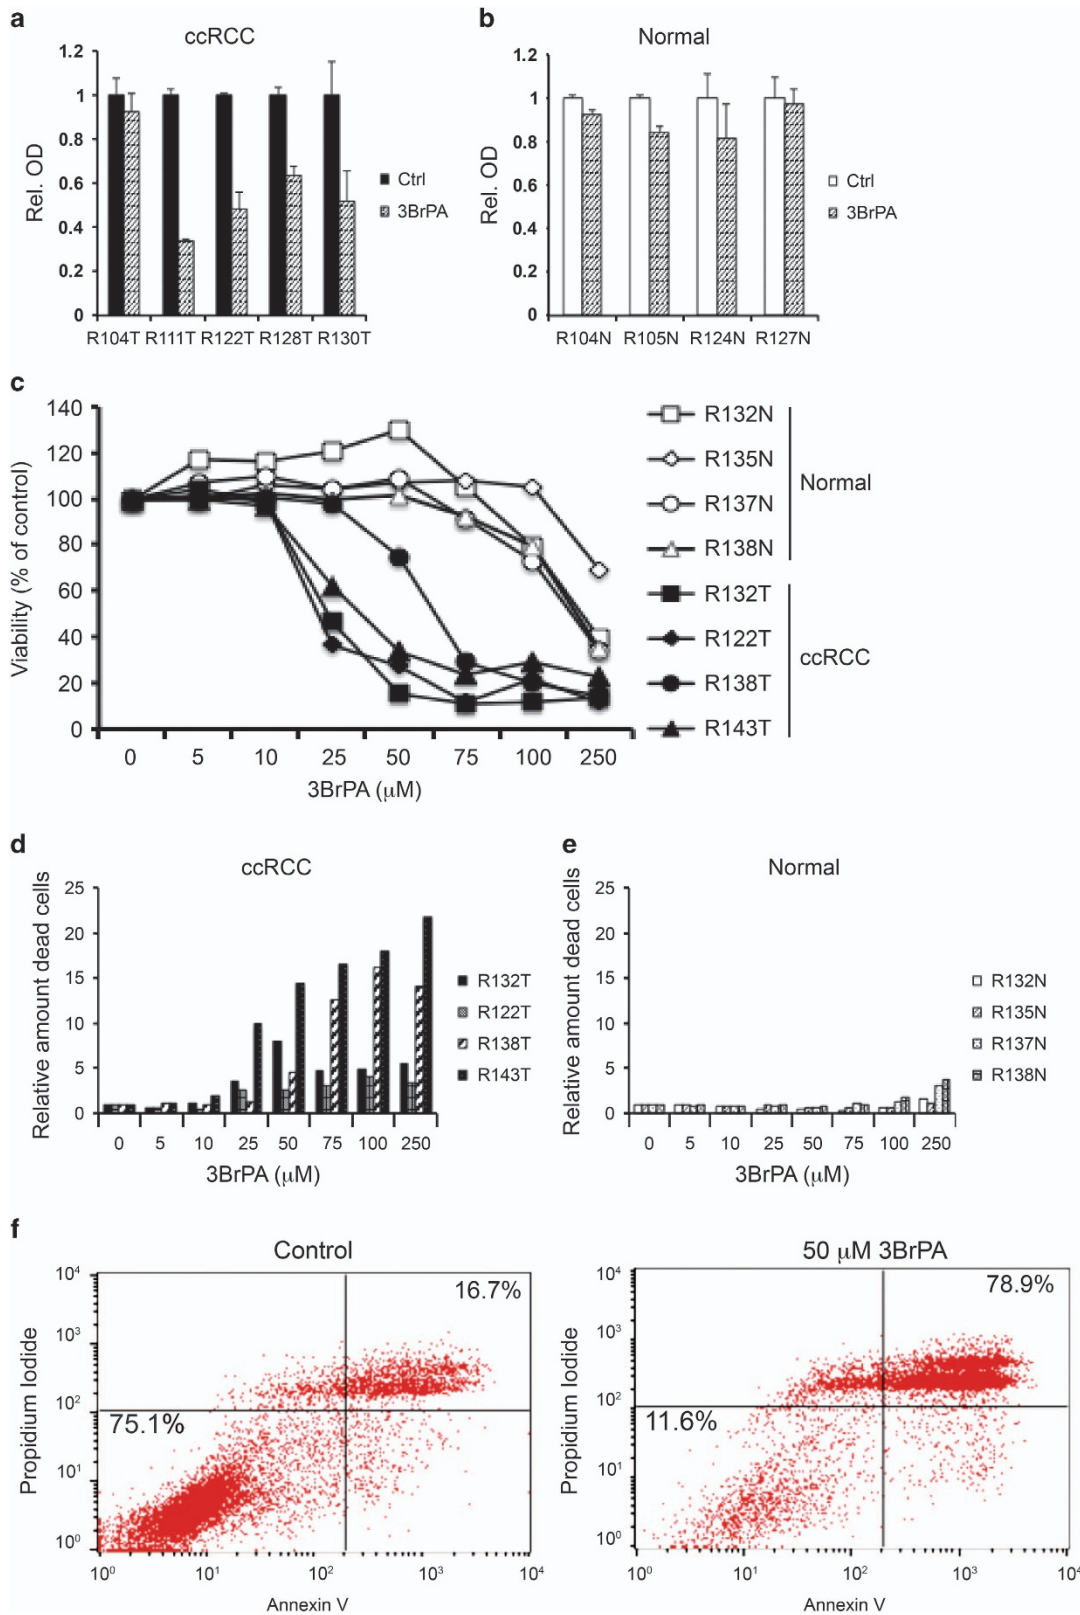 a
ccRCC
1.2
1
0.8
0.6
0.4
0.2
0
Rel. OD
R104T R111T R122T R128T R130T
Ctrl
3BrPA
b
Normal
1.2
1
0.8
0.6
0.4
0.2
0
Rel. OD
R104N R105N R124N R127N
Ctrl
3BrPA
c
140
120
100
80
60
40
20
0
Viability (% of control)
0 5 10 25 50 75 100 250
3BrPA (μM)
R132N
R135N
R137N
R138N
Normal
R132T
R122T
R138T
R143T
ccRCC
d
ccRCC
25
20
15
10
5
0
Relative amount dead cells
0 5 10 25 50 75 100 250
3BrPA (μM)
R132T
R122T
R138T
R143T
e
Normal
25
20
15
10
5
0
Relative amount dead cells
0 5 10 25 50 75 100 250
3BrPA (μM)
R132N
R135N
R137N
R138N
f
Control
16.7%
75.1%
10⁴
10³
10²
10¹
10⁰
Propidium Iodide
10⁰ 10¹ 10² 10³ 10⁴
Annexin V
50 μM 3BrPA
78.9%
11.6%
10⁴
10³
10²
10¹
10⁰
Propidium Iodide
10⁰ 10¹ 10² 10³ 10⁴
Annexin V